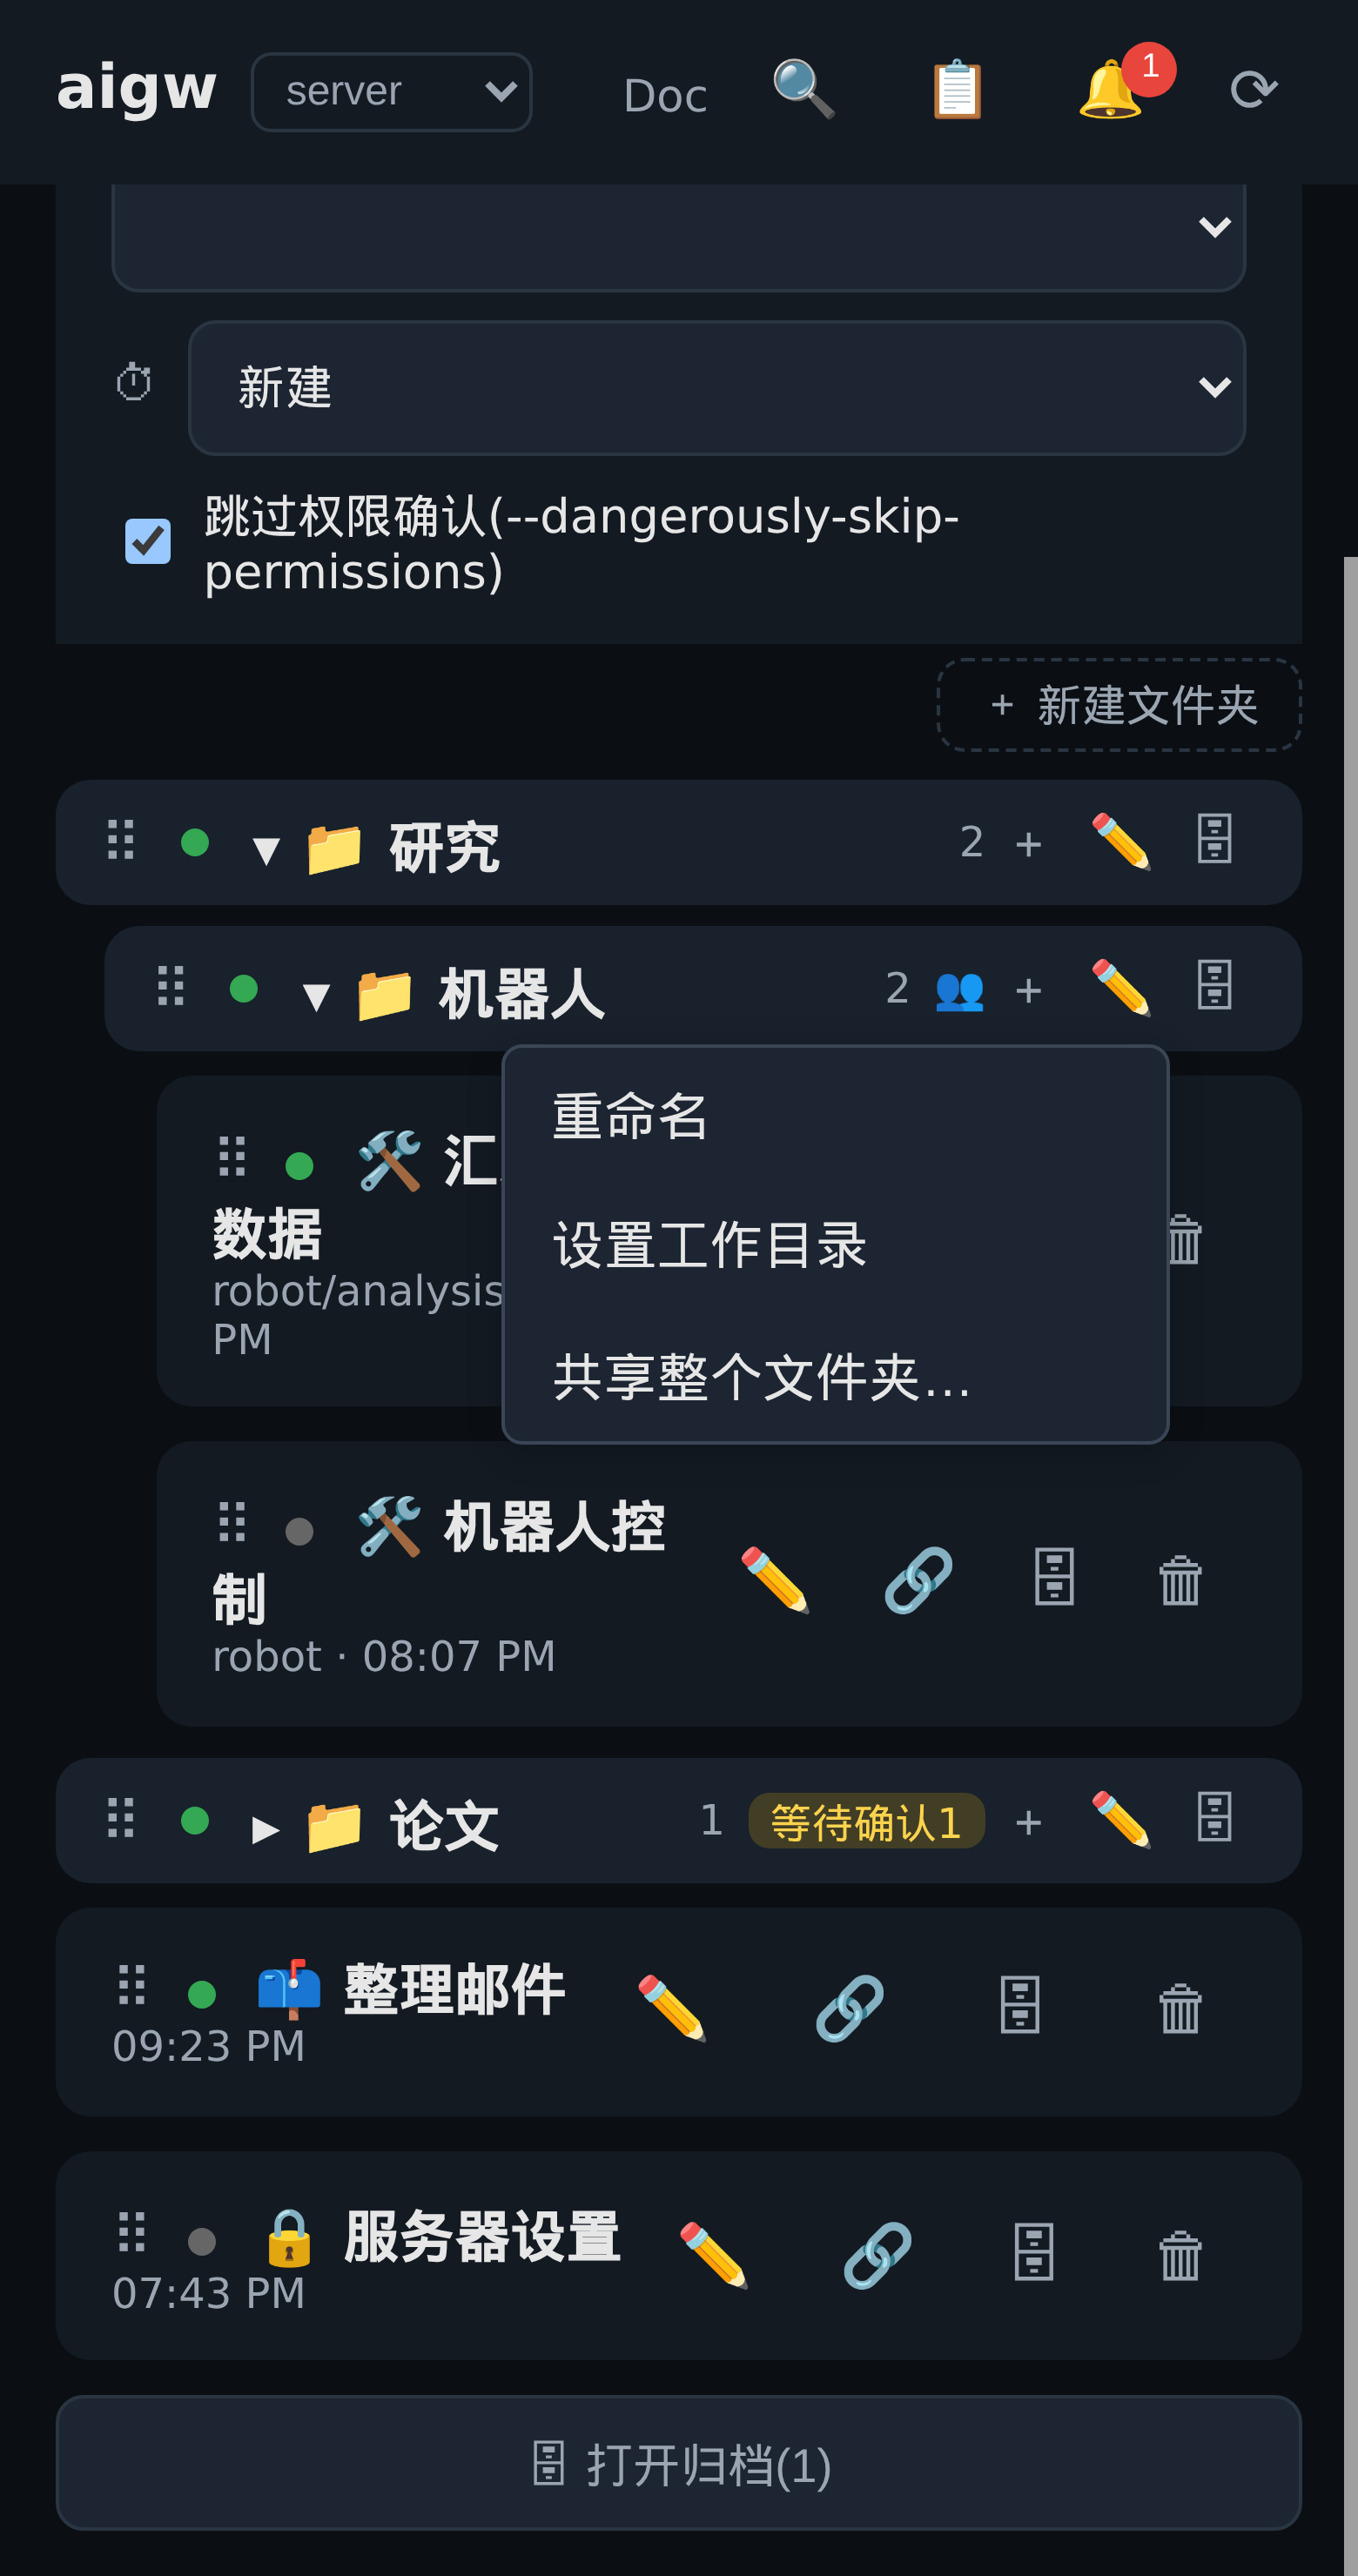 aigw server Doc 1
新建
跳过权限确认(--dangerously-skip-
permissions)
+ 新建文件夹
研究 2 +
机器人 2 +
重命名
设置工作目录
共享整个文件夹...
数据
robot/analysis
PM
机器人控
制
robot · 08:07 PM
论文 1 等待确认1 +
整理邮件
09:23 PM
服务器设置
07:43 PM
打开归档(1)